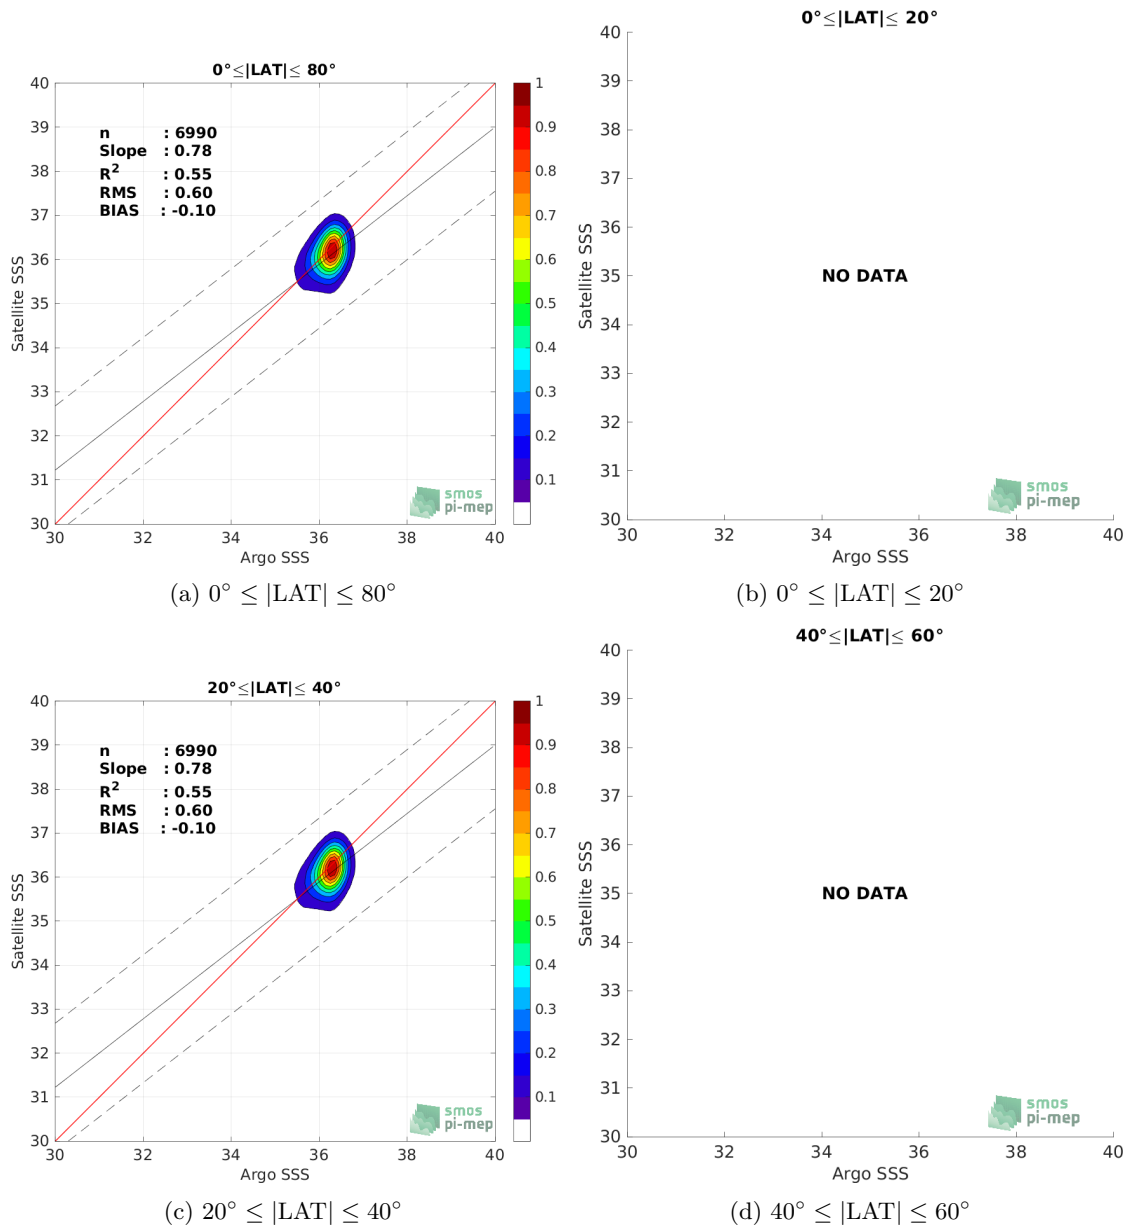 0°≤|LAT|≤ 80°
40
39
38
37
36
35
34
33
32
31
30
Satellite SSS
n : 6990
Slope : 0.78
R² : 0.55
RMS : 0.60
BIAS : -0.10
smos
pi-mep
30 32 34 36 38 40
Argo SSS
1
0.9
0.8
0.7
0.6
0.5
0.4
0.3
0.2
0.1
(a) 0° ≤ |LAT| ≤ 80°
0°≤|LAT|≤ 20°
40
39
38
37
36
35
34
33
32
31
30
Satellite SSS
NO DATA
smos
pi-mep
30 32 34 36 38 40
Argo SSS
(b) 0° ≤ |LAT| ≤ 20°
20°≤|LAT|≤ 40°
40
39
38
37
36
35
34
33
32
31
30
Satellite SSS
n : 6990
Slope : 0.78
R² : 0.55
RMS : 0.60
BIAS : -0.10
smos
pi-mep
30 32 34 36 38 40
Argo SSS
1
0.9
0.8
0.7
0.6
0.5
0.4
0.3
0.2
0.1
(c) 20° ≤ |LAT| ≤ 40°
40°≤|LAT|≤ 60°
40
39
38
37
36
35
34
33
32
31
30
Satellite SSS
NO DATA
smos
pi-mep
30 32 34 36 38 40
Argo SSS
(d) 40° ≤ |LAT| ≤ 60°